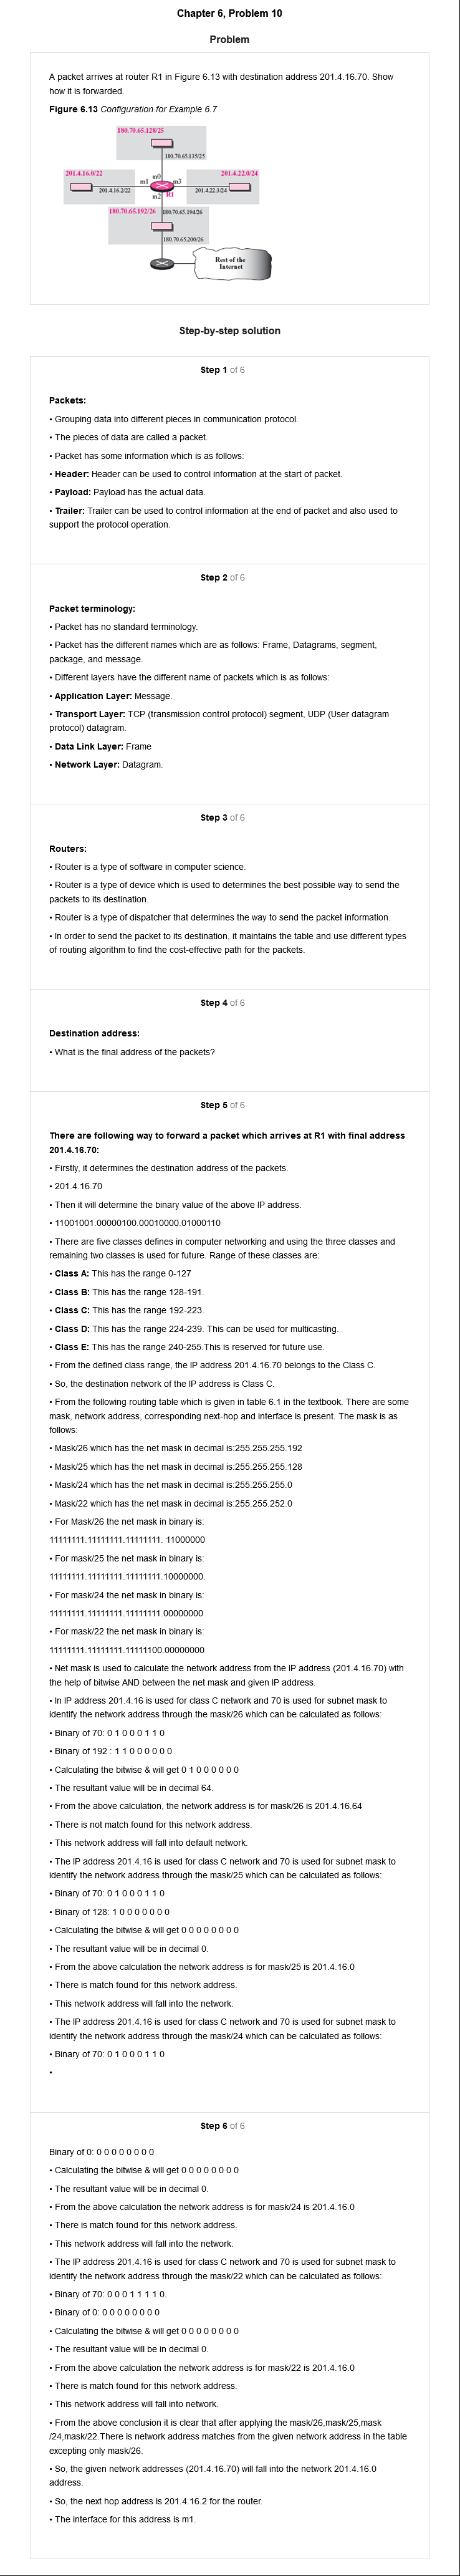 Chapter 6, Problem 10
Problem
A packet arrives at router R1 in Figure 6.13 with destination address 201.4.16.70. Show
how it is forwarded.
Figure 6.13 Configuration for Example 6.7
180.70.65.128/25
180.70.65.135/25
201.4.16.0/22
201.4.22.0/24
m0
m1
m3
201.4.16.2/22
201.4.22.3/24
m2
R1
180.70.65.192/26
180.70.65.194/26
180.70.65.200/26
Rest of the
Internet
Step-by-step solution
Step 1 of 6
Packets:
• Grouping data into different pieces in communication protocol.
• The pieces of data are called a packet.
• Packet has some information which is as follows:
• Header: Header can be used to control information at the start of packet.
• Payload: Payload has the actual data.
• Trailer: Trailer can be used to control information at the end of packet and also used to
support the protocol operation.
Step 2 of 6
Packet terminology:
• Packet has no standard terminology.
• Packet has the different names which are as follows: Frame, Datagrams, segment,
package, and message.
• Different layers have the different name of packets which is as follows:
• Application Layer: Message.
• Transport Layer: TCP (transmission control protocol) segment, UDP (User datagram
protocol) datagram.
• Data Link Layer: Frame
• Network Layer: Datagram.
Step 3 of 6
Routers:
• Router is a type of software in computer science.
• Router is a type of device which is used to determines the best possible way to send the
packets to its destination.
• Router is a type of dispatcher that determines the way to send the packet information.
• In order to send the packet to its destination, it maintains the table and use different types
of routing algorithm to find the cost-effective path for the packets.
Step 4 of 6
Destination address:
• What is the final address of the packets?
Step 5 of 6
There are following way to forward a packet which arrives at R1 with final address
201.4.16.70:
• Firstly, it determines the destination address of the packets.
• 201.4.16.70
• Then it will determine the binary value of the above IP address.
• 11001001.00000100.00010000.01000110
• There are five classes defines in computer networking and using the three classes and
remaining two classes is used for future. Range of these classes are:
• Class A: This has the range 0-127
• Class B: This has the range 128-191.
• Class C: This has the range 192-223.
• Class D: This has the range 224-239. This can be used for multicasting.
• Class E: This has the range 240-255.This is reserved for future use.
• From the defined class range, the IP address 201.4.16.70 belongs to the Class C.
• So, the destination network of the IP address is Class C.
• From the following routing table which is given in table 6.1 in the textbook. There are some
mask, network address, corresponding next-hop and interface is present. The mask is as
follows:
• Mask/26 which has the net mask in decimal is:255.255.255.192
• Mask/25 which has the net mask in decimal is:255.255.255.128
• Mask/24 which has the net mask in decimal is:255.255.255.0
• Mask/22 which has the net mask in decimal is:255.255.252.0
• For Mask/26 the net mask in binary is:
11111111.11111111.11111111. 11000000
• For mask/25 the net mask in binary is:
11111111.11111111.11111111.10000000.
• For mask/24 the net mask in binary is:
11111111.11111111.11111111.00000000
• For mask/22 the net mask in binary is:
11111111.11111111.11111100.00000000
• Net mask is used to calculate the network address from the IP address (201.4.16.70) with
the help of bitwise AND between the net mask and given IP address.
• In IP address 201.4.16 is used for class C network and 70 is used for subnet mask to
identify the network address through the mask/26 which can be calculated as follows:
• Binary of 70: 0 1 0 0 0 1 1 0
• Binary of 192 : 1 1 0 0 0 0 0 0
• Calculating the bitwise & will get 0 1 0 0 0 0 0 0
• The resultant value will be in decimal 64.
• From the above calculation, the network address is for mask/26 is 201.4.16.64
• There is not match found for this network address.
• This network address will fall into default network.
• The IP address 201.4.16 is used for class C network and 70 is used for subnet mask to
identify the network address through the mask/25 which can be calculated as follows:
• Binary of 70: 0 1 0 0 0 1 1 0
• Binary of 128: 1 0 0 0 0 0 0 0
• Calculating the bitwise & will get 0 0 0 0 0 0 0 0
• The resultant value will be in decimal 0.
• From the above calculation the network address is for mask/25 is 201.4.16.0
• There is match found for this network address.
• This network address will fall into the network.
• The IP address 201.4.16 is used for class C network and 70 is used for subnet mask to
identify the network address through the mask/24 which can be calculated as follows:
• Binary of 70: 0 1 0 0 0 1 1 0
•
Step 6 of 6
Binary of 0: 0 0 0 0 0 0 0 0
• Calculating the bitwise & will get 0 0 0 0 0 0 0 0
• The resultant value will be in decimal 0.
• From the above calculation the network address is for mask/24 is 201.4.16.0
• There is match found for this network address.
• This network address will fall into the network.
• The IP address 201.4.16 is used for class C network and 70 is used for subnet mask to
identify the network address through the mask/22 which can be calculated as follows:
• Binary of 70: 0 0 0 1 1 1 1 0.
• Binary of 0: 0 0 0 0 0 0 0 0
• Calculating the bitwise & will get 0 0 0 0 0 0 0 0
• The resultant value will be in decimal 0.
• From the above calculation the network address is for mask/22 is 201.4.16.0
• There is match found for this network address.
• This network address will fall into network.
• From the above conclusion it is clear that after applying the mask/26,mask/25,mask
/24,mask/22.There is network address matches from the given network address in the table
excepting only mask/26.
• So, the given network addresses (201.4.16.70) will fall into the network 201.4.16.0
address.
• So, the next hop address is 201.4.16.2 for the router.
• The interface for this address is m1.